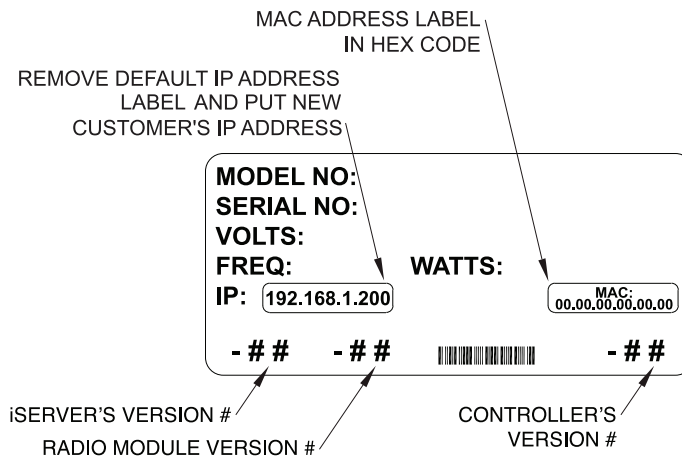 MAC ADDRESS LABEL
IN HEX CODE
REMOVE DEFAULT IP ADDRESS
LABEL AND PUT NEW
CUSTOMER'S IP ADDRESS
MODEL NO:
SERIAL NO:
VOLTS:
FREQ: WATTS:
IP: 192.168.1.200
MAC:
00.00.00.00.00.00
- # # - # # - # #
iSERVER'S VERSION #
RADIO MODULE VERSION #
CONTROLLER'S
VERSION #